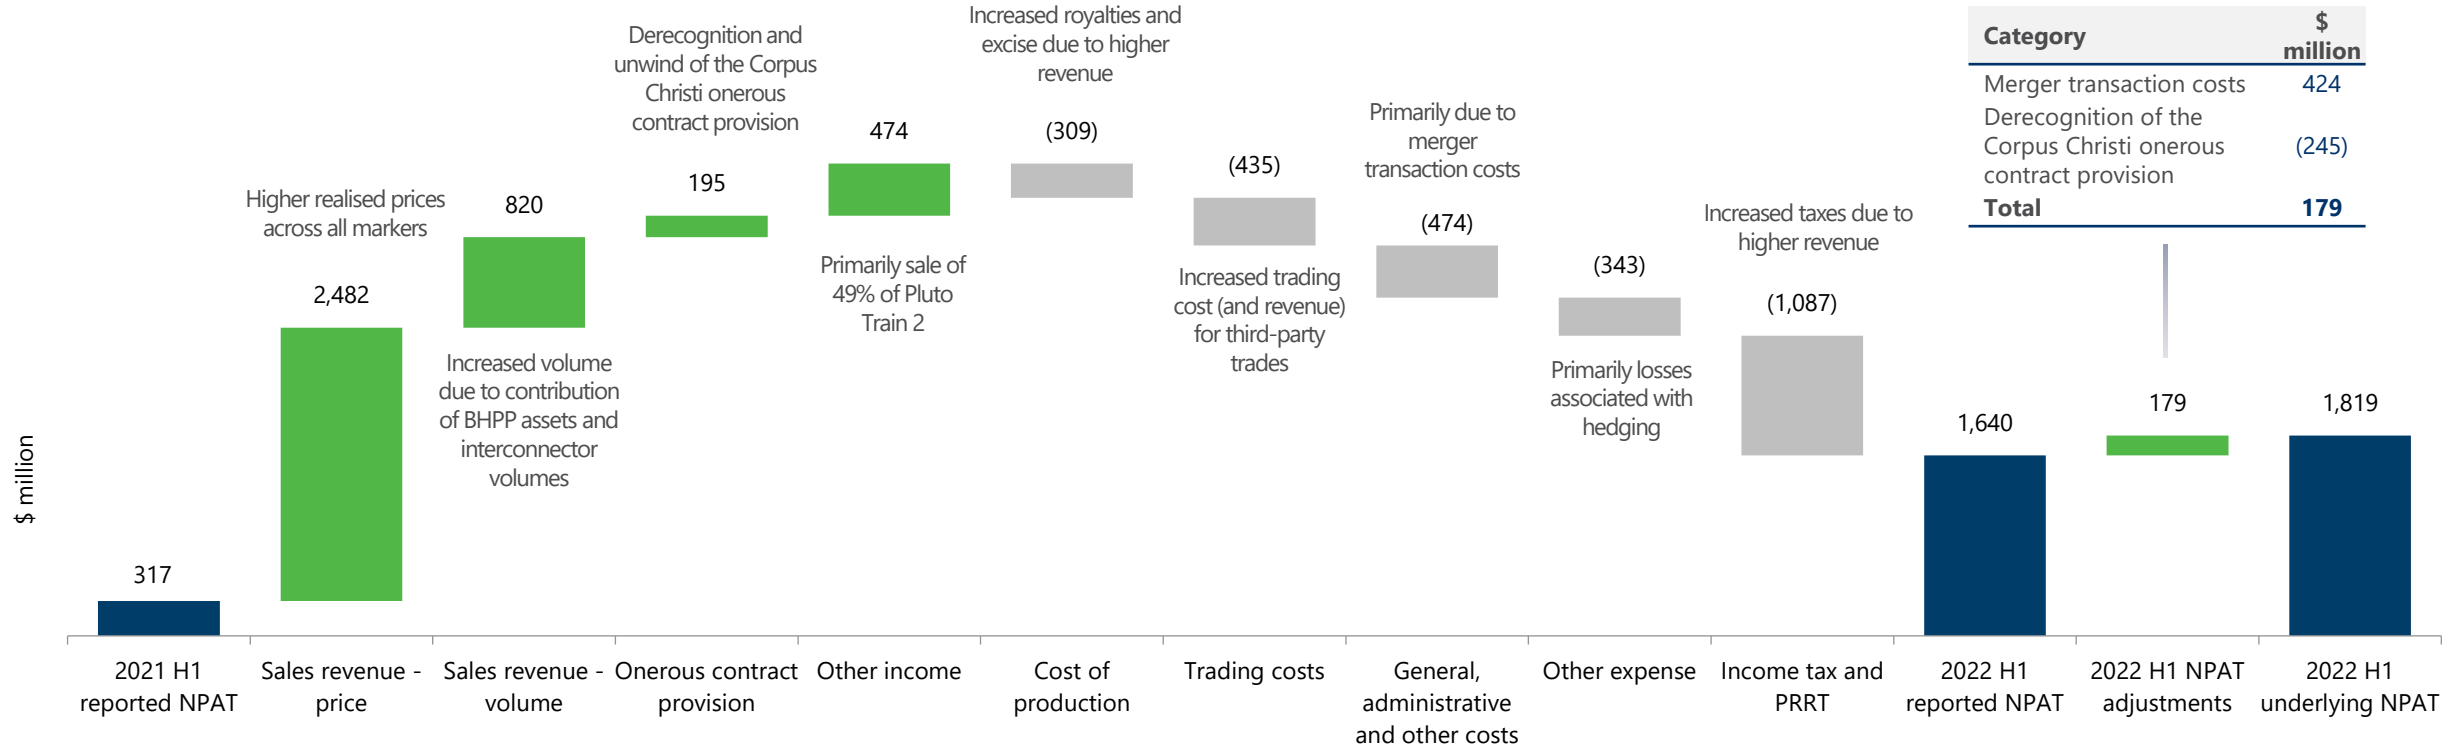 Increased royalties and
excise due to higher
revenue
Derecognition and
unwind of the Corpus
Christi onerous
contract provision
474
(309)
Primarily due to
merger
transaction costs
(435)
195
Higher realised prices
across all markers
820
(474)
Increased taxes due to
higher revenue
Category
$
million
Merger transaction costs
424
Derecognition of the
Corpus Christi onerous
contract provision
(245)
Total
179
2,482
Primarily sale of
49% of Pluto
Train 2
Increased trading
cost (and revenue)
for third-party
trades
(343)
(1,087)
Increased volume
due to contribution
of BHPP assets and
interconnector
volumes
Primarily losses
associated with
hedging
1,640
179
1,819
$ million
317
2021 H1
reported NPAT
Sales revenue -
price
Sales revenue -
volume
Onerous contract
provision
Other income
Cost of
production
Trading costs
General,
administrative
and other costs
Other expense
Income tax and
PRRT
2022 H1
reported NPAT
2022 H1 NPAT
adjustments
2022 H1
underlying NPAT